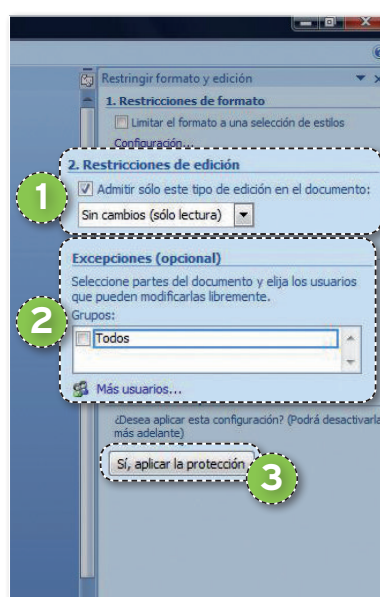 Restringir formato y edición
1. Restricciones de formato
Limitar el formato a una selección de estilos
Configuración...
2. Restricciones de edición
Admitir sólo este tipo de edición en el documento:
1
Sin cambios (sólo lectura)
Excepciones (opcional)
Seleccione partes del documento y elija los usuarios
que pueden modificarlas libremente.
2
Grupos:
Todos
Más usuarios...
¿Desea aplicar esta configuración? (Podrá desactivarla
más adelante)
Sí, aplicar la protección
3